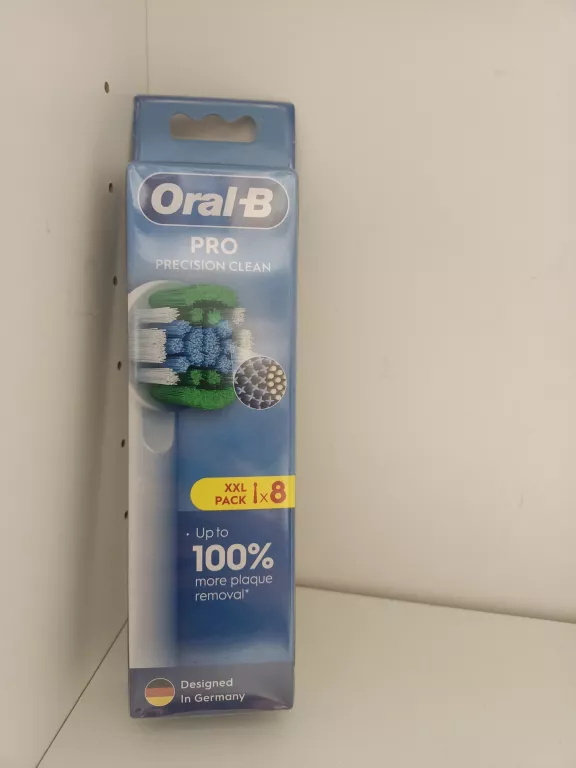 Oral-B
PRO
PRECISION CLEAN
XXL
PACK x8
· Up to
100%
more plaque
removal*
Designed
In Germany